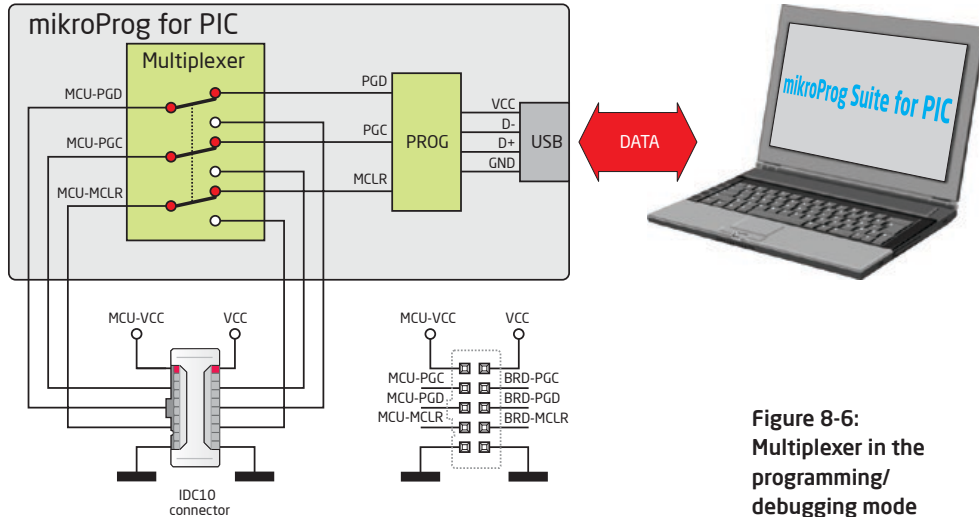 mikroProg for PIC
Multiplexer
MCU-PGD
MCU-PGC
MCU-MCLR
PGD
PGC
MCLR
PROG
VCC
D-
D+
GND
USB
DATA
mikroProg Suite for PIC
MCU-VCC
VCC
IDC10
connector
MCU-VCC
VCC
MCU-PGC
BRD-PGC
MCU-PGD
BRD-PGD
MCU-MCLR
BRD-MCLR
Figure 8-6:
Multiplexer in the
programming/
debugging mode